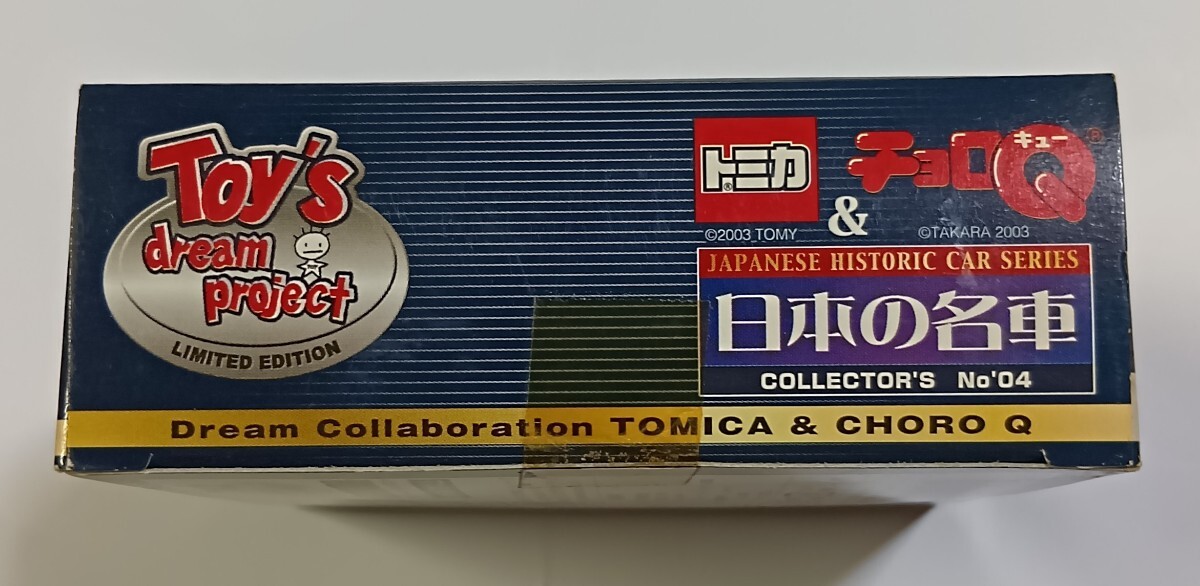 Toy's
dream
project
LIMITED EDITION
トミカ®
&
チョロQ®
キュー
©2003 TOMY
©TAKARA 2003
JAPANESE HISTORIC CAR SERIES
日本の名車
COLLECTOR'S No'04
Dream Collaboration TOMICA & CHORO Q